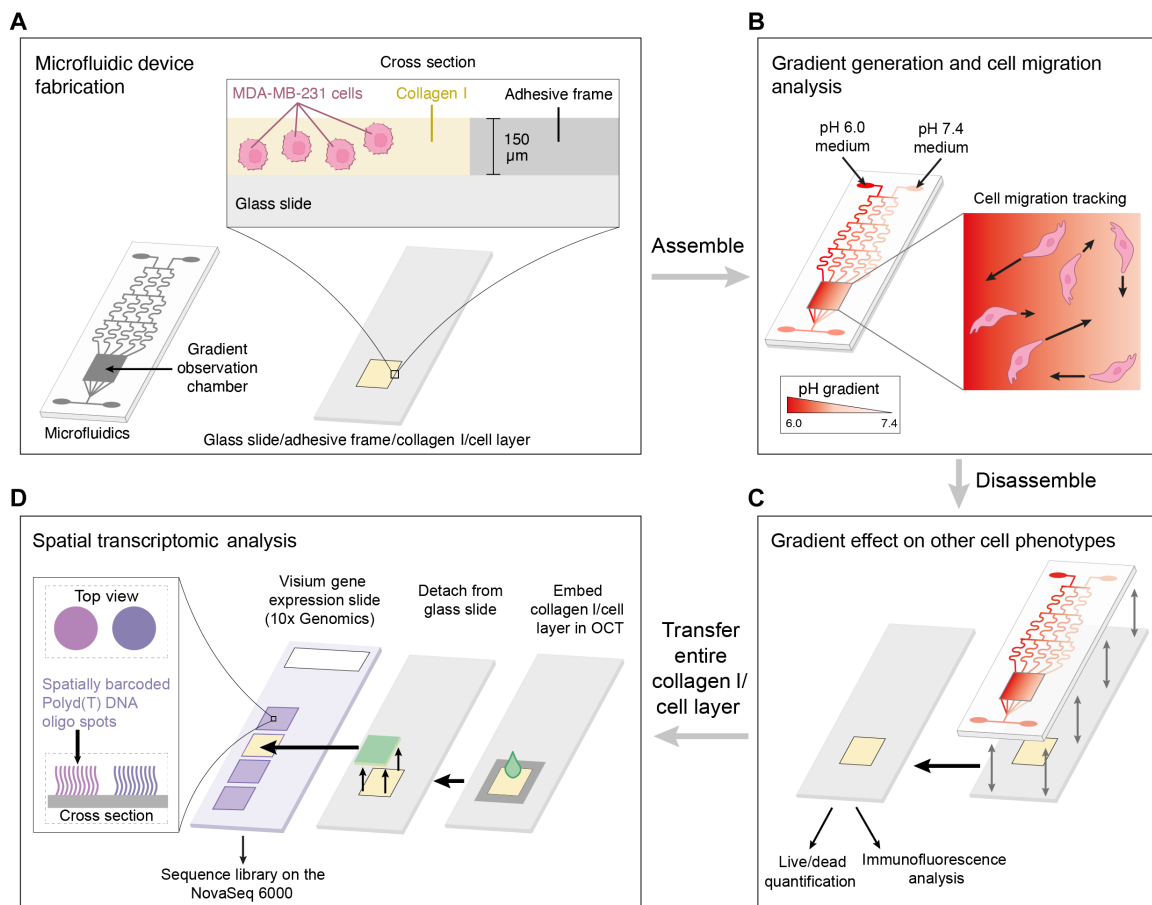 A
Microfluidic device
fabrication
Cross section
MDA-MB-231 cells
Collagen I
Adhesive frame
150
µm
Glass slide
Gradient
observation
chamber
Microfluidics
Glass slide/adhesive frame/collagen I/cell layer
Assemble
B
Gradient generation and cell migration
analysis
pH 6.0
medium
pH 7.4
medium
Cell migration tracking
pH gradient
6.0
7.4
Disassemble
C
Gradient effect on other cell phenotypes
Live/dead
quantification
Immunofluorescence
analysis
Transfer
entire
collagen I/
cell layer
D
Spatial transcriptomic analysis
Top view
Spatially barcoded
Polyd(T) DNA
oligo spots
Cross section
Visium gene
expression slide
(10x Genomics)
Detach from
glass slide
Embed
collagen I/cell
layer in OCT
Sequence library on the
NovaSeq 6000